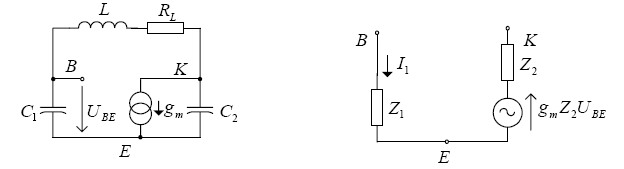 L
R_L
B
K
C_1
U_BE
g_m
C_2
E
B
I_1
K
Z_2
Z_1
g_m Z_2 U_BE
E